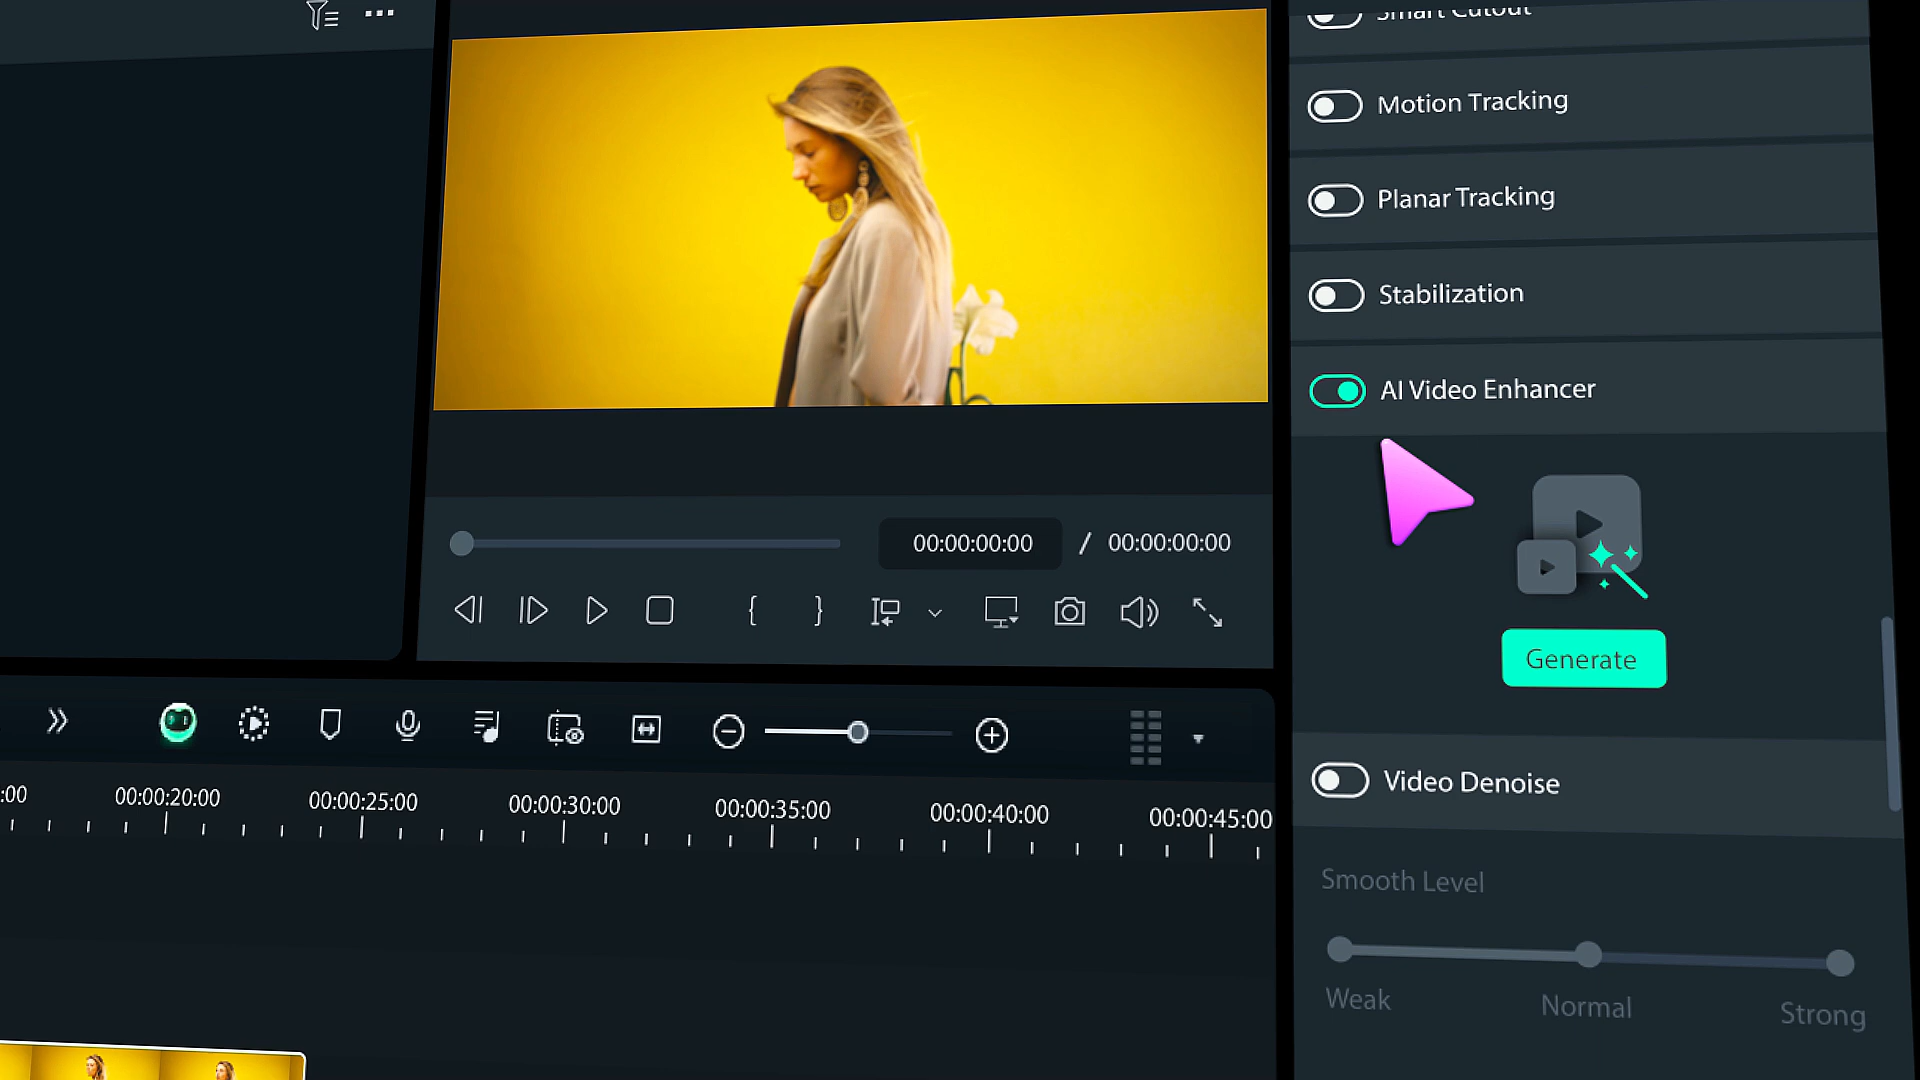 Smart Cutout
Motion Tracking
Planar Tracking
Stabilization
AI Video Enhancer
Generate
Video Denoise
Smooth Level
Weak Normal Strong
00:00:00:00 / 00:00:00:00
:00 00:00:20:00 00:00:25:00 00:00:30:00 00:00:35:00 00:00:40:00 00:00:45:00